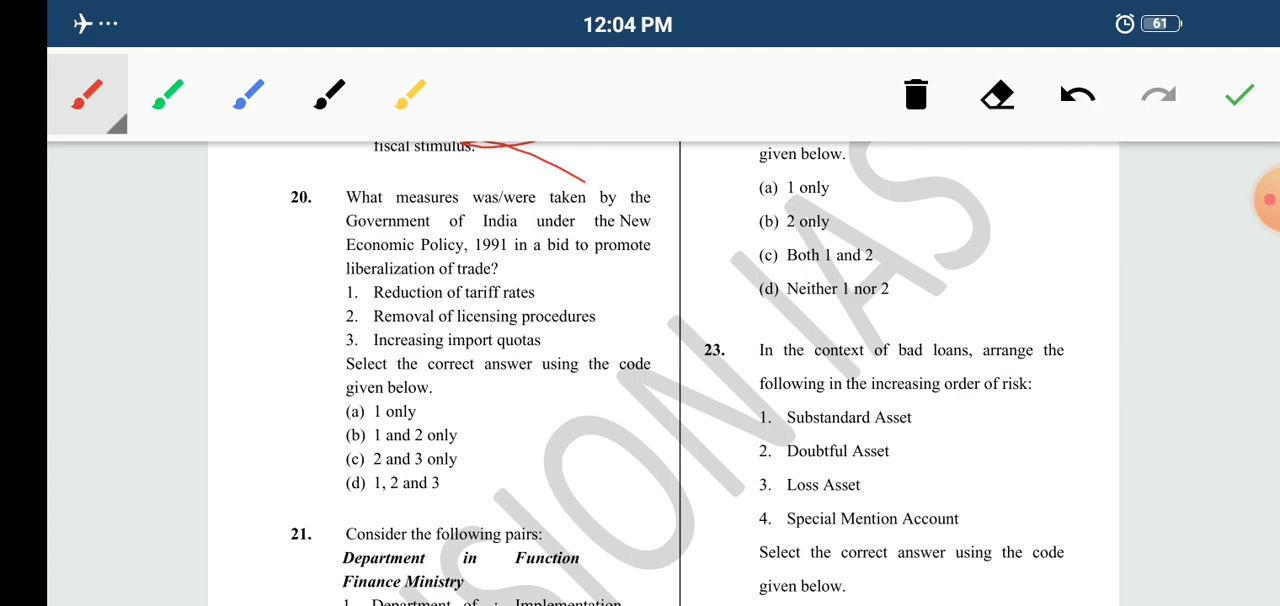 12:04 PM
61
fiscal stimulus.
20. What measures was/were taken by the
Government of India under the New
Economic Policy, 1991 in a bid to promote
liberalization of trade?
1. Reduction of tariff rates
2. Removal of licensing procedures
3. Increasing import quotas
Select the correct answer using the code
given below.
(a) 1 only
(b) 1 and 2 only
(c) 2 and 3 only
(d) 1, 2 and 3
21. Consider the following pairs:
Department in Function
Finance Ministry
1. Department of : Implementation
given below.
(a) 1 only
(b) 2 only
(c) Both 1 and 2
(d) Neither 1 nor 2
23. In the context of bad loans, arrange the
following in the increasing order of risk:
1. Substandard Asset
2. Doubtful Asset
3. Loss Asset
4. Special Mention Account
Select the correct answer using the code
given below.
SION IAS